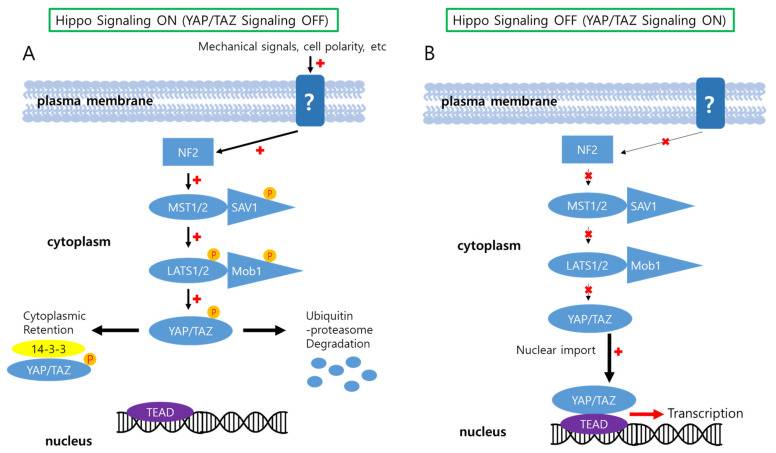 Hippo Signaling ON (YAP/TAZ Signaling OFF)
A
Mechanical signals, cell polarity, etc
plasma membrane
?
NF2
P
MST1/2
SAV1
cytoplasm
P
P
LATS1/2
Mob1
P
YAP/TAZ
Cytoplasmic
Retention
14-3-3
P
YAP/TAZ
Ubiquitin
-proteasome
Degradation
TEAD
nucleus
Hippo Signaling OFF (YAP/TAZ Signaling ON)
B
plasma membrane
?
NF2
MST1/2
SAV1
cytoplasm
LATS1/2
Mob1
YAP/TAZ
Nuclear import
YAP/TAZ
TEAD
Transcription
nucleus